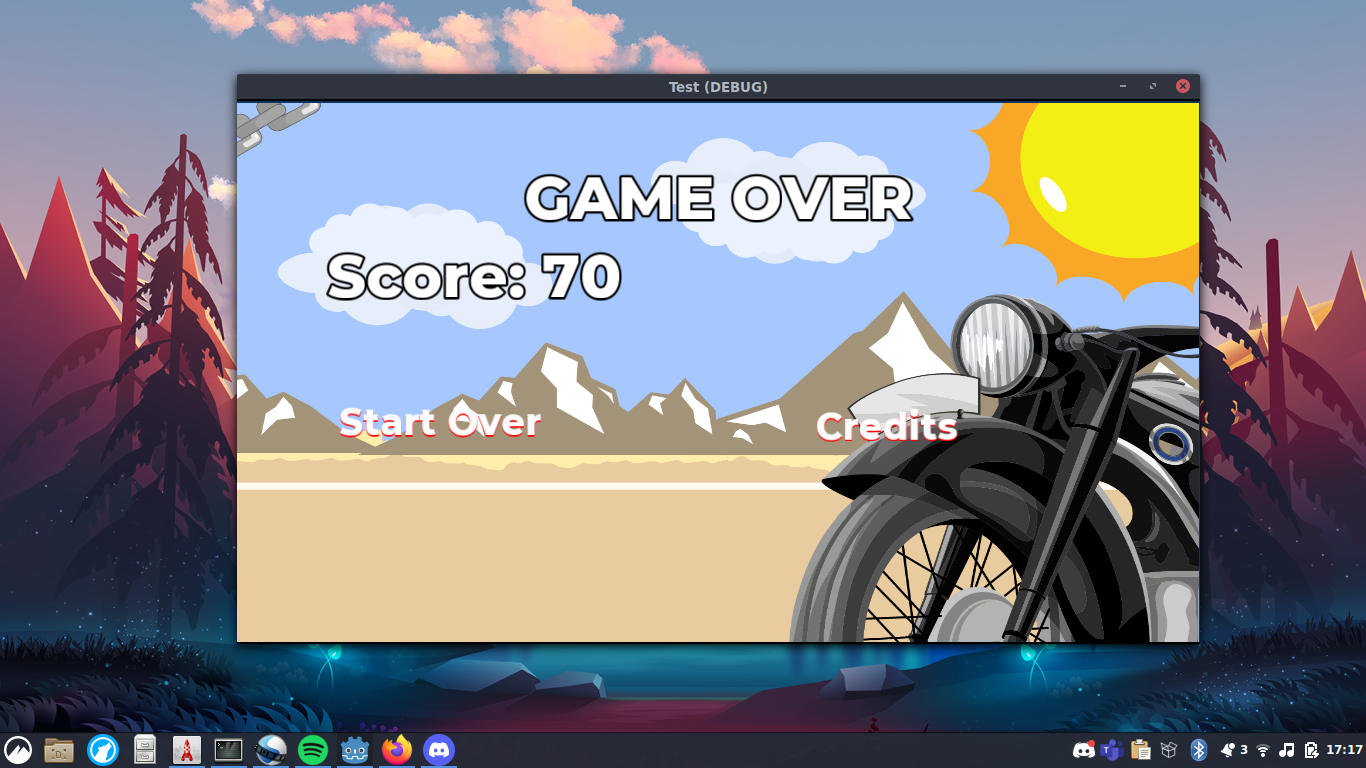 Test (DEBUG)
GAME OVER
Score: 70
Start Over
Credits
3
17:17